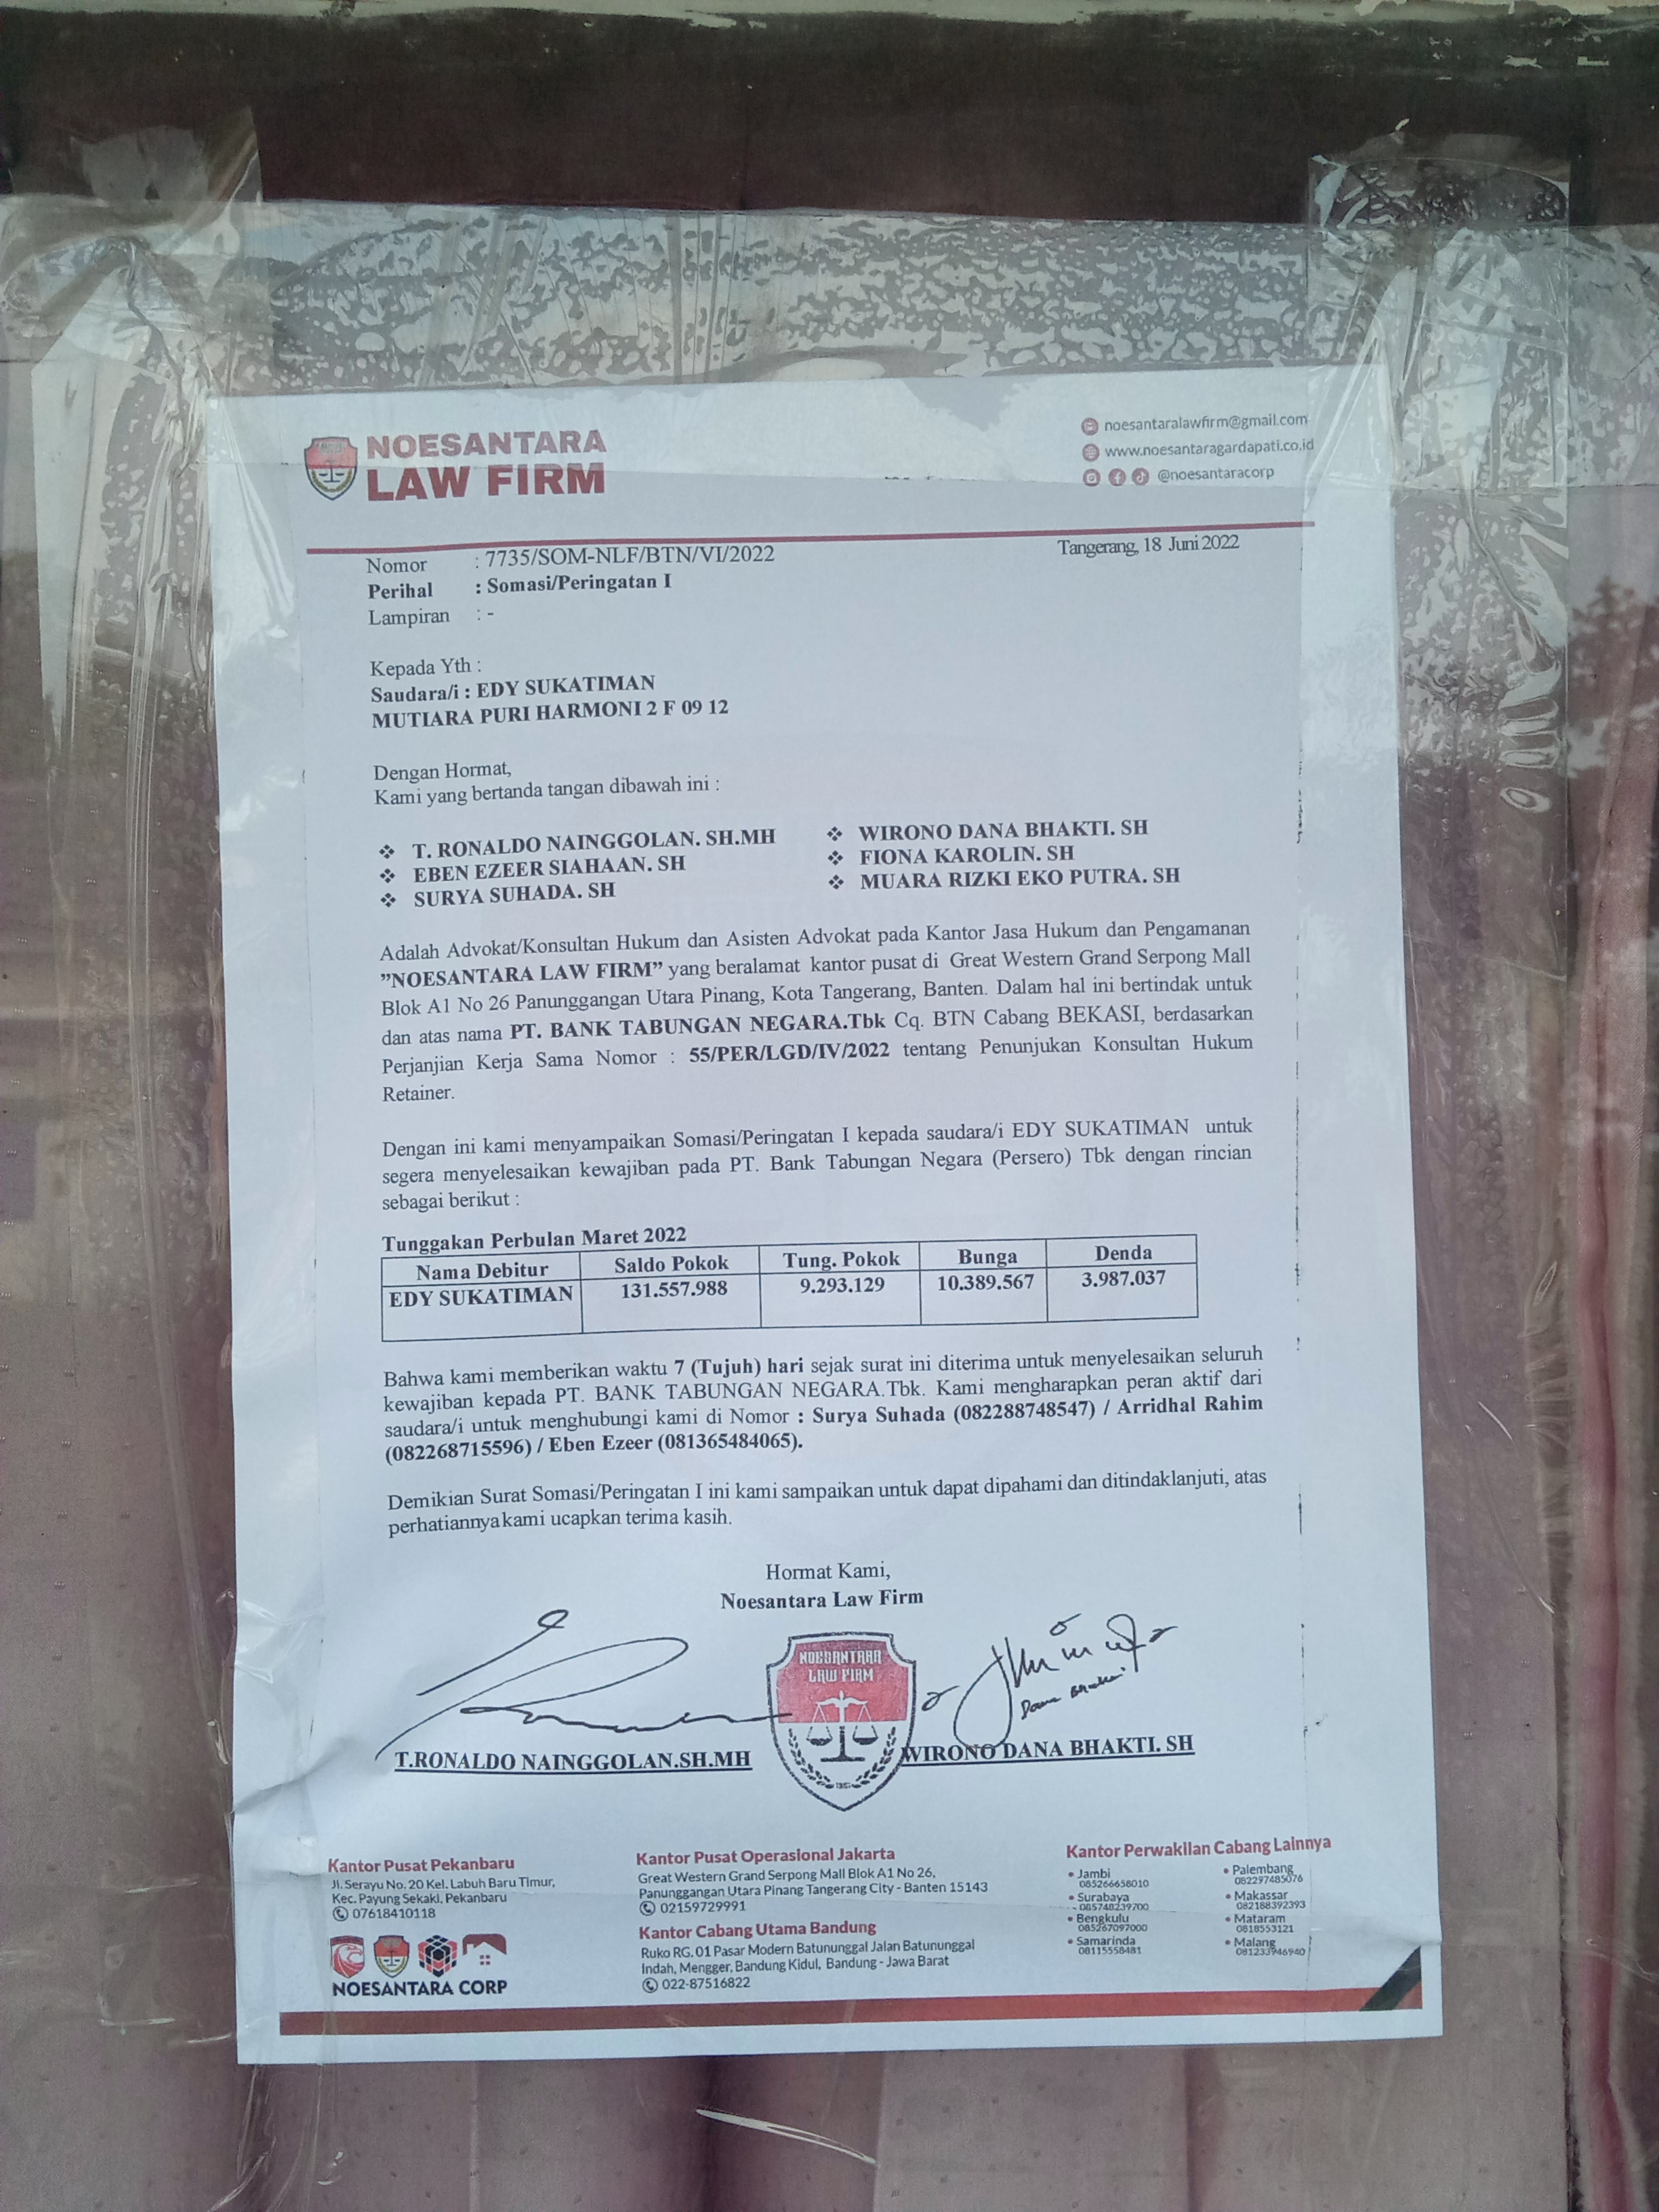 NOESANTARA
LAW FIRM
noesantaralawfirm@gmail.com
www.noesantaragardapati.co.id
@noesantaracorp
Nomor : 7735/SOM-NLF/BTN/VI/2022
Tangerang, 18 Juni 2022
Perihal : Somasi/Peringatan I
Lampiran : -
Kepada Yth :
Saudara/i : EDY SUKATIMAN
MUTIARA PURI HARMONI 2 F 09 12
Dengan Hormat,
Kami yang bertanda tangan dibawah ini :
❖ T. RONALDO NAINGGOLAN. SH.MH
❖ EBEN EZEER SIAHAAN. SH
❖ SURYA SUHADA. SH
❖ WIRONO DANA BHAKTI. SH
❖ FIONA KAROLIN. SH
❖ MUARA RIZKI EKO PUTRA. SH
Adalah Advokat/Konsultan Hukum dan Asisten Advokat pada Kantor Jasa Hukum dan Pengamanan
”NOESANTARA LAW FIRM” yang beralamat kantor pusat di Great Western Grand Serpong Mall
Blok A1 No 26 Panunggangan Utara Pinang, Kota Tangerang, Banten. Dalam hal ini bertindak untuk
dan atas nama PT. BANK TABUNGAN NEGARA.Tbk Cq. BTN Cabang BEKASI, berdasarkan
Perjanjian Kerja Sama Nomor : 55/PER/LGD/IV/2022 tentang Penunjukan Konsultan Hukum
Retainer.
Dengan ini kami menyampaikan Somasi/Peringatan I kepada saudara/i EDY SUKATIMAN untuk
segera menyelesaikan kewajiban pada PT. Bank Tabungan Negara (Persero) Tbk dengan rincian
sebagai berikut :
Tunggakan Perbulan Maret 2022
Nama Debitur Saldo Pokok Tung. Pokok Bunga Denda
EDY SUKATIMAN 131.557.988 9.293.129 10.389.567 3.987.037
Bahwa kami memberikan waktu 7 (Tujuh) hari sejak surat ini diterima untuk menyelesaikan seluruh
kewajiban kepada PT. BANK TABUNGAN NEGARA.Tbk. Kami mengharapkan peran aktif dari
saudara/i untuk menghubungi kami di Nomor : Surya Suhada (082288748547) / Arridhal Rahim
(082268715596) / Eben Ezeer (081365484065).
Demikian Surat Somasi/Peringatan I ini kami sampaikan untuk dapat dipahami dan ditindaklanjuti, atas
perhatiannya kami ucapkan terima kasih.
Hormat Kami,
Noesantara Law Firm
NOESANTARA
LAW FIRM
T.RONALDO NAINGGOLAN.SH.MH
WIRONO DANA BHAKTI. SH
Kantor Pusat Pekanbaru
Jl. Serayu No. 20 Kel. Labuh Baru Timur,
Kec. Payung Sekaki, Pekanbaru
07618410118
NOESANTARA CORP
Kantor Pusat Operasional Jakarta
Great Western Grand Serpong Mall Blok A1 No 26,
Panunggangan Utara Pinang Tangerang City - Banten 15143
02159729991
Kantor Cabang Utama Bandung
Ruko RG. 01 Pasar Modern Batununggal Jalan Batununggal
Indah, Mengger, Bandung Kidul, Bandung - Jawa Barat
022-87516822
Kantor Perwakilan Cabang Lainnya
• Jambi
085266658010
• Surabaya
085748239700
• Bengkulu
085267097000
• Samarinda
08115558481
• Palembang
082297485076
• Makassar
082188392393
• Mataram
0818553121
• Malang
081233946940